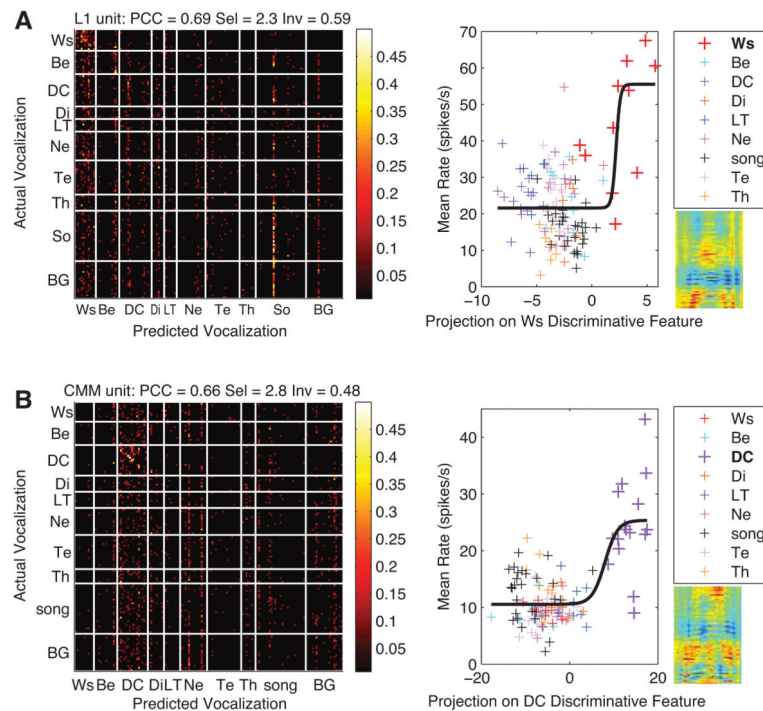 A
L1 unit: PCC = 0.69 Sel = 2.3 Inv = 0.59
Actual Vocalization
Ws
Be
DC
Di
LT
Ne
Te
Th
So
BG
Ws Be DC Di LT Ne Te Th So BG
Predicted Vocalization
0.45
0.4
0.35
0.3
0.25
0.2
0.15
0.1
0.05
Mean Rate (spikes/s)
70
60
50
40
30
20
10
0
-10 -5 0 5
Projection on Ws Discriminative Feature
Ws
Be
DC
Di
LT
Ne
song
Te
Th
B
CMM unit: PCC = 0.66 Sel = 2.8 Inv = 0.48
Actual Vocalization
Ws
Be
DC
Di
LT
Ne
Te
Th
song
BG
Ws Be DC Di LT Ne Te Th song BG
Predicted Vocalization
0.45
0.4
0.35
0.3
0.25
0.2
0.15
0.1
0.05
Mean Rate (spikes/s)
45
40
30
20
10
0
-20 0 20
Projection on DC Discriminative Feature
Ws
Be
DC
Di
LT
Ne
song
Te
Th